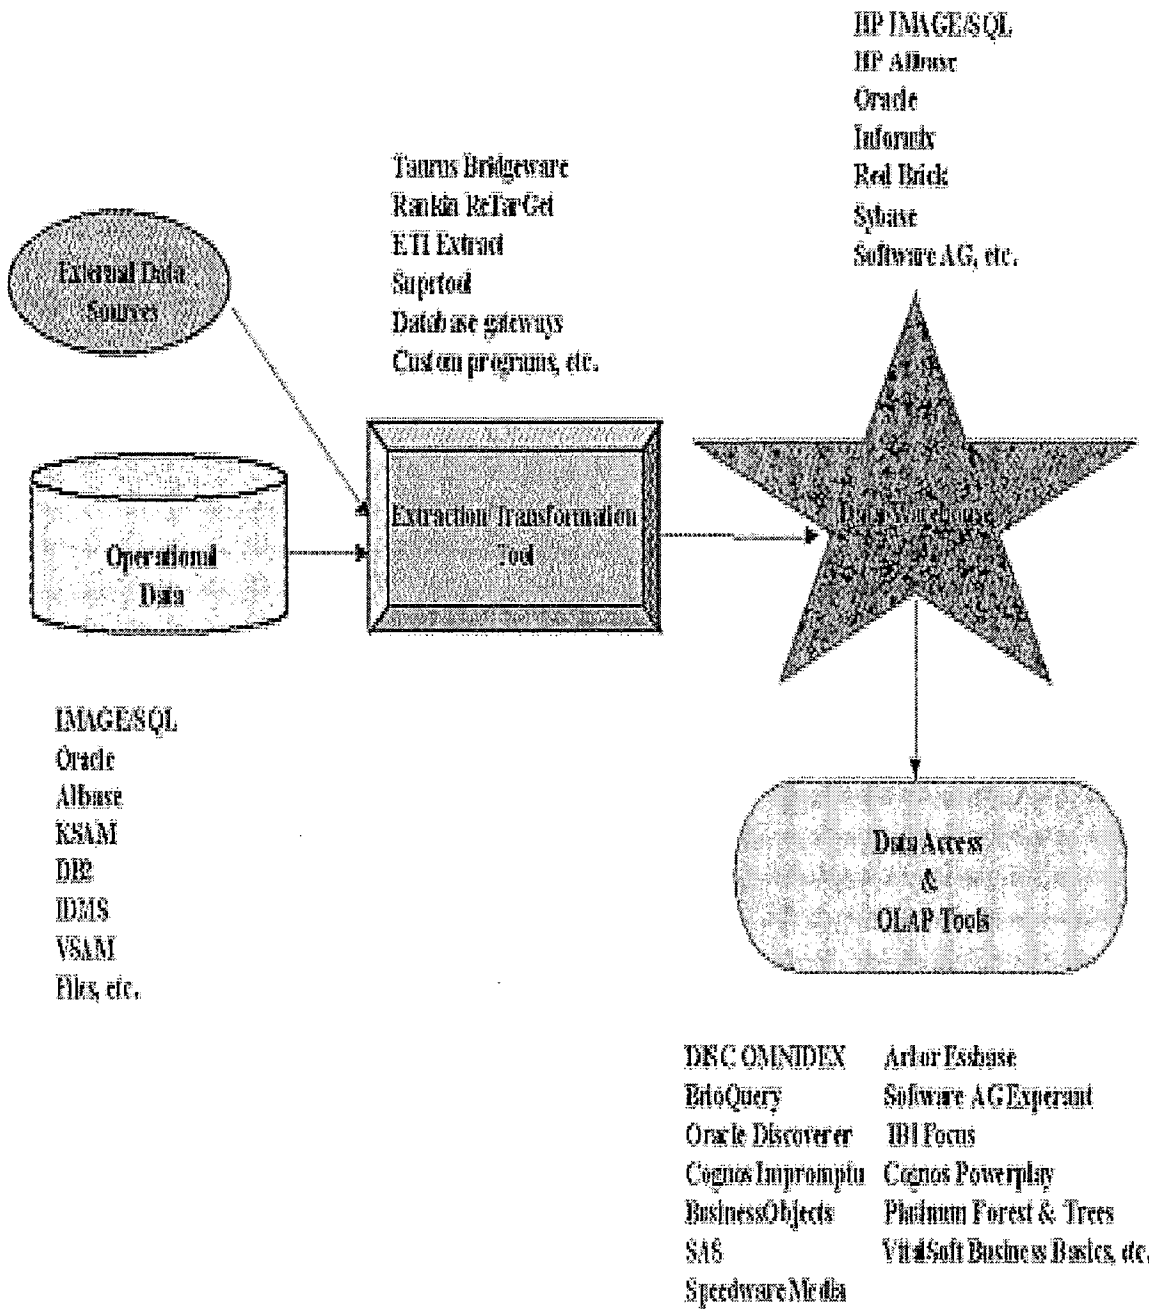 HP IMAGE/SQL
HP Allbase
Oracle
Informix
Red Brick
Sybase
Software AG, etc.
Taurus Bridgeware
Rankin ReTarGet
ETI Extract
Suprtool
Database gateways
Custom programs, etc.
External Data
Sources
Extraction Transformation
Tool
Data Warehouse
Operational
Data
IMAGE/SQL
Oracle
Allbase
KSAM
DB2
IDMS
VSAM
Files, etc.
Data Access
&
OLAP Tools
DISC OMNIDEX
BrioQuery
Oracle Discoverer
Cognos Impromptu
BusinessObjects
SAS
Speedware Media
Arbor Essbase
Software AG Esperant
IBI Focus
Cognos Powerplay
Platinum Forest & Trees
VitalSoft Business Basics, etc.